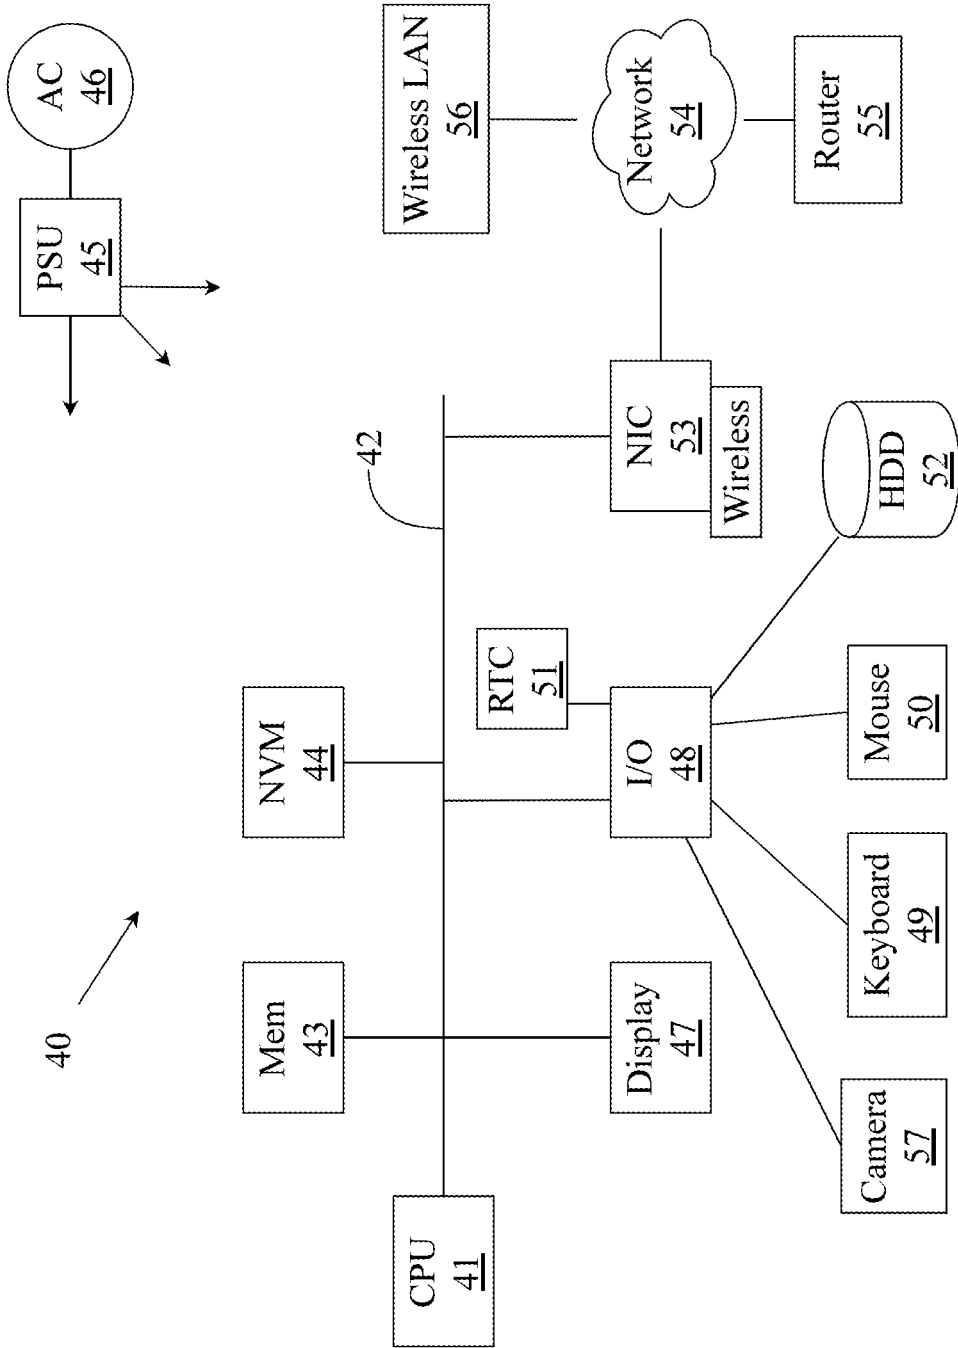 40
PSU
45
AC
46
Mem
43
NVM
44
42
CPU
41
Wireless LAN
56
RTC
51
Display
47
I/O
48
NIC
53
Wireless
Network
54
Camera
57
Keyboard
49
Mouse
50
HDD
52
Router
55